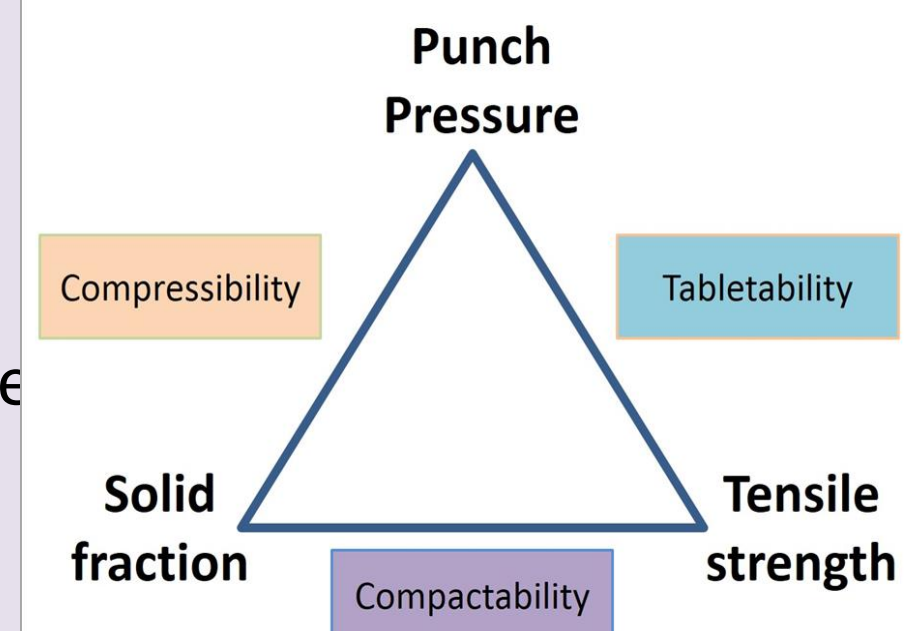 Punch
Pressure
Compressibility
Tabletability
e
Solid
fraction
Tensile
strength
Compactability